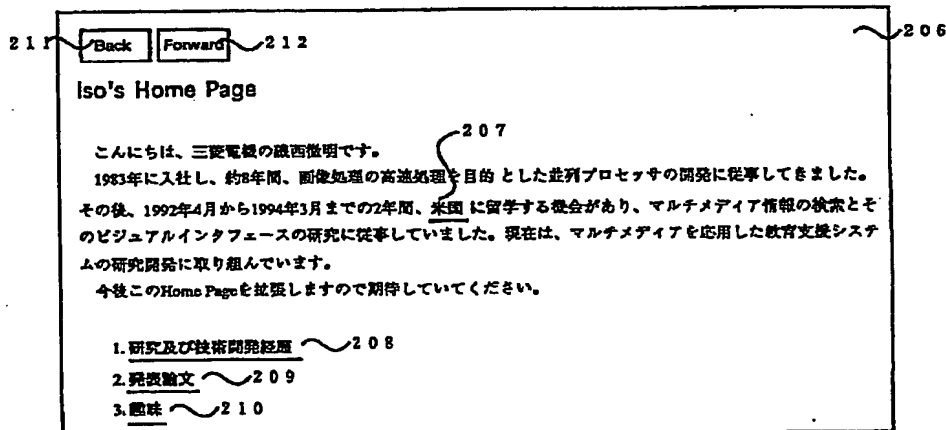 211 Back Forward 212 206
Iso's Home Page
207
こんにちは、三菱電機の磯西徹明です。
1983年に入社し、約8年間、画像処理の高速処理を目的とした並列プロセッサの開発に従事してきました。
その後、1992年4月から1994年3月までの2年間、米国に留学する機会があり、マルチメディア情報の検索とそ
のビジュアルインタフェースの研究に従事していました。現在は、マルチメディアを応用した教育支援システ
ムの研究開発に取り組んでいます。
今後このHome Pageを拡張しますので期待していてください。
1. 研究及び技術開発経歴 208
2. 発表論文 209
3. 趣味 210